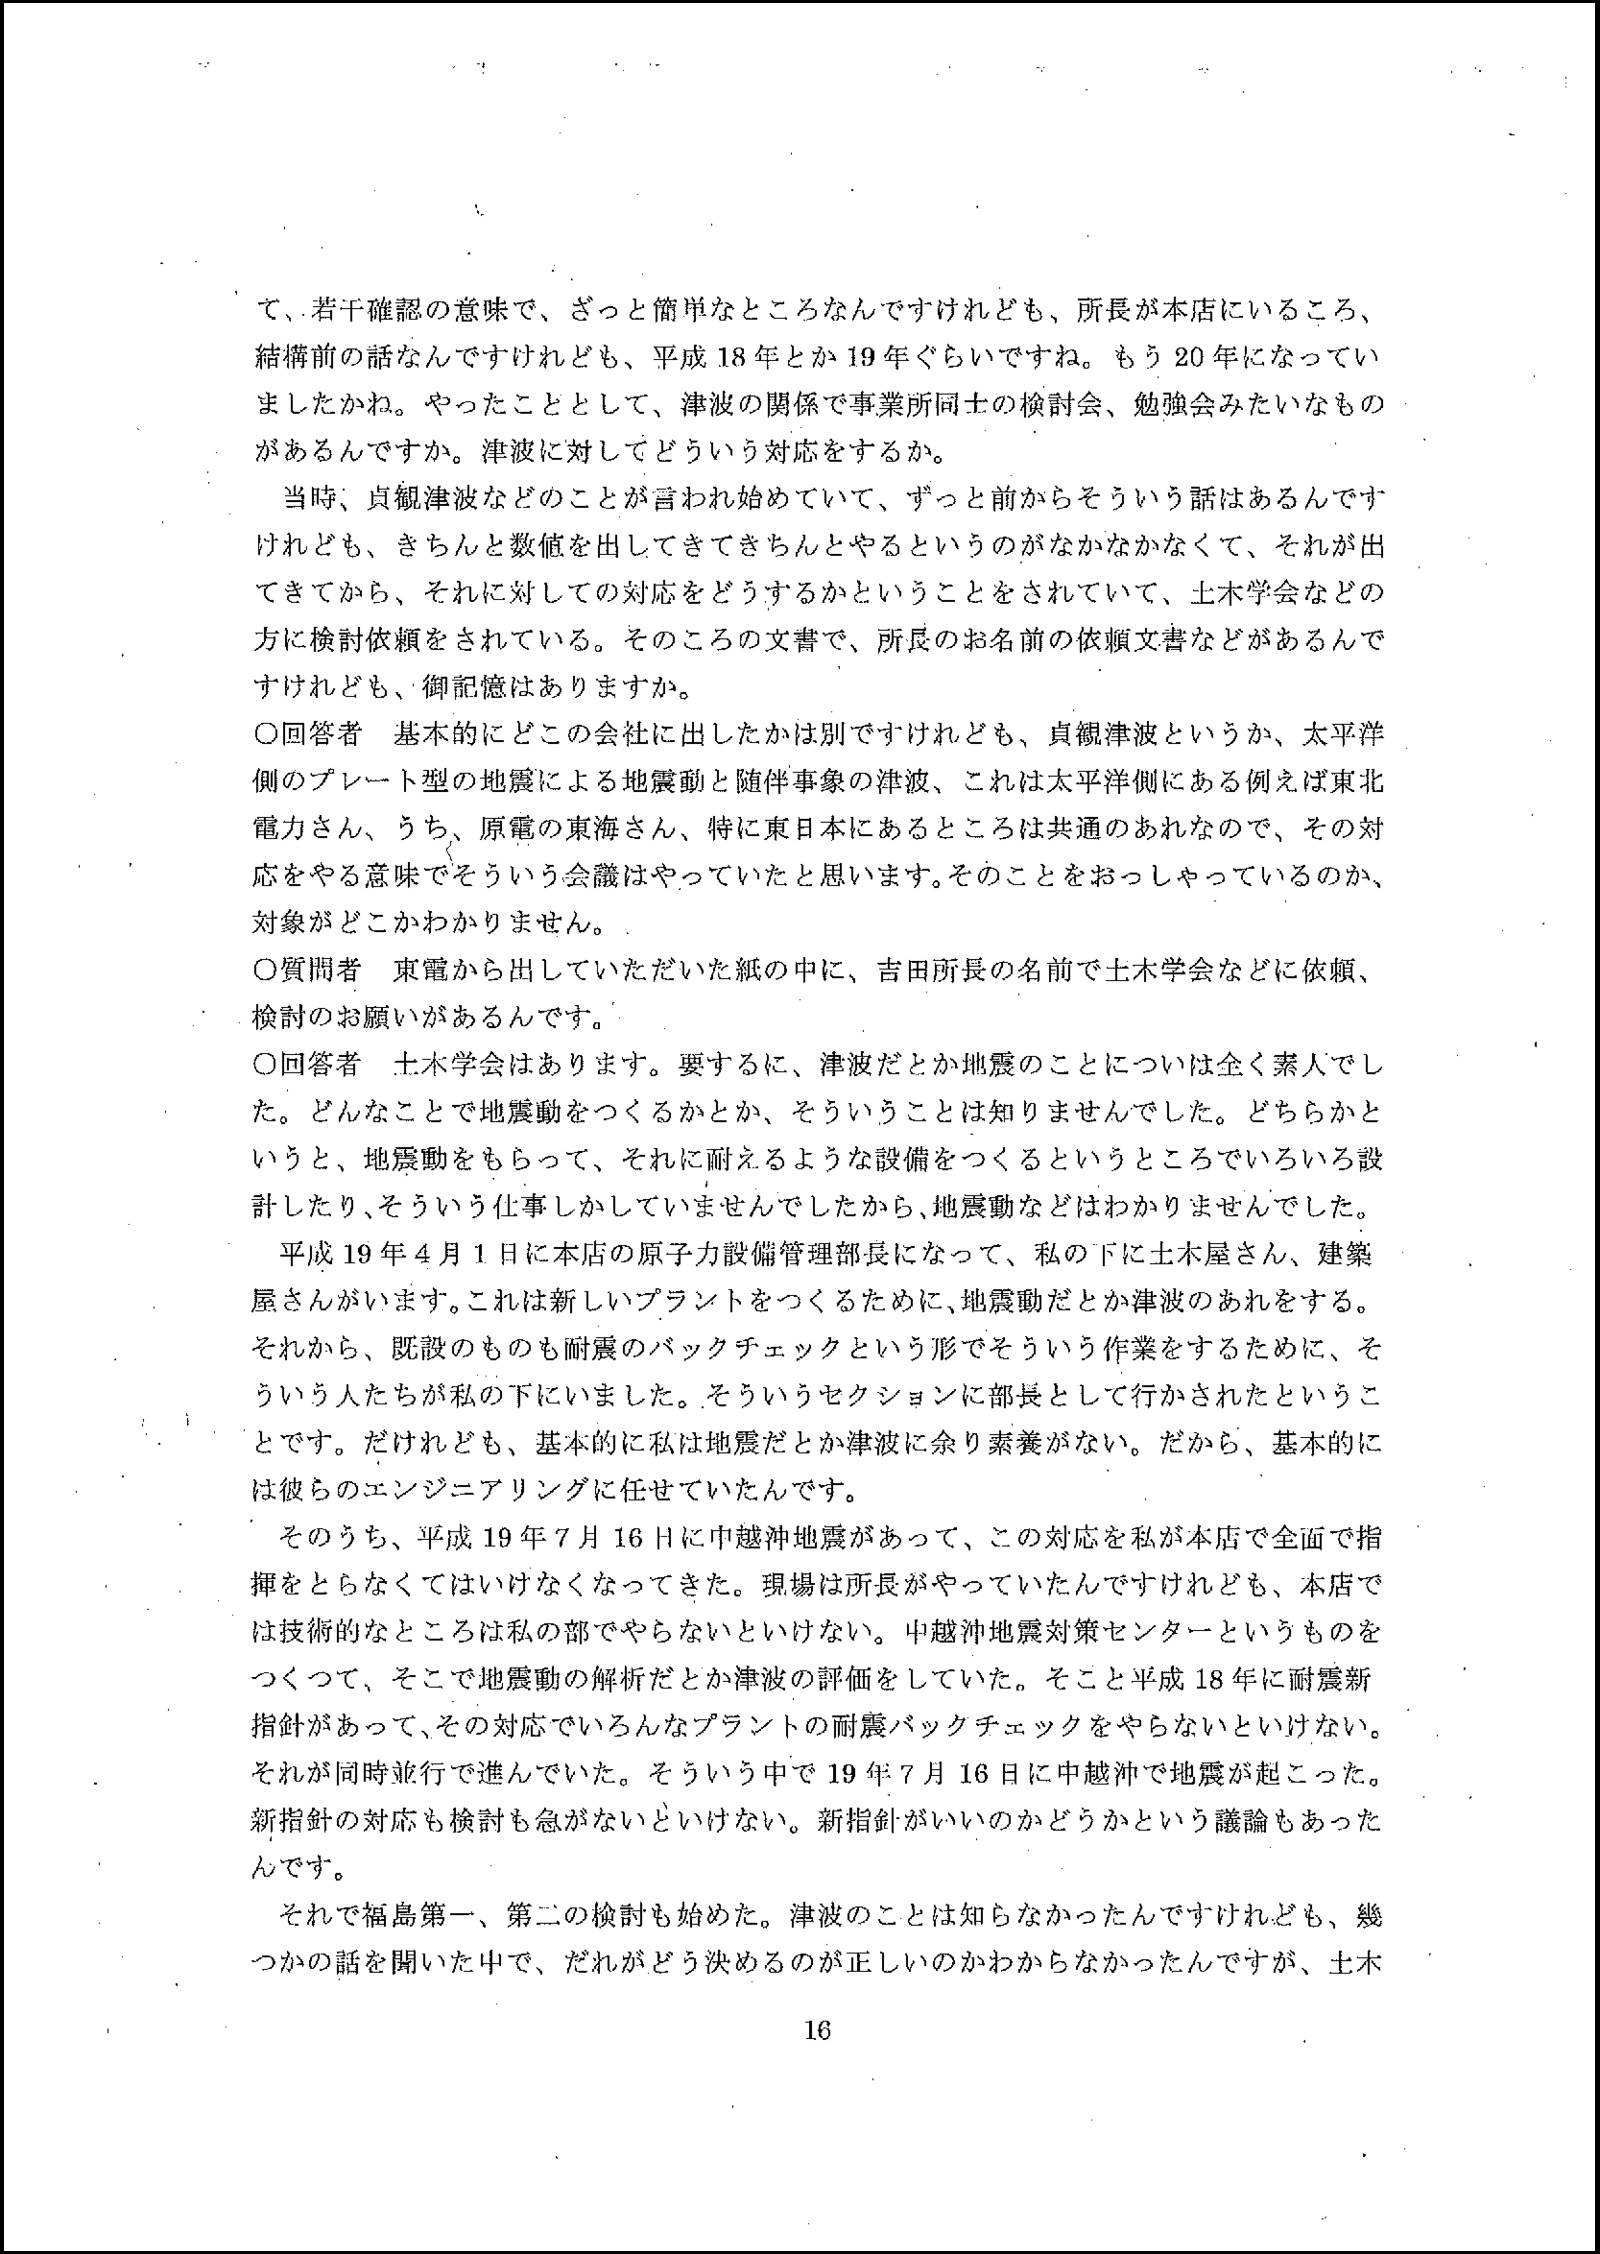 て、若干確認の意味で、ざっと簡単なところなんですけれども、所長が本店にいるころ、
結構前の話なんですけれども、平成 18 年とか 19 年ぐらいですね。もう 20 年になってい
ましたかね。やったこととして、津波の関係で事業所同士の検討会、勉強会みたいなもの
があるんですか。津波に対してどういう対応をするか。
　当時、貞観津波などのことが言われ始めていて、ずっと前からそういう話はあるんです
けれども、きちんと数値を出してきてきちんとやるというのがなかなかなくて、それが出
てきてから、それに対しての対応をどうするかということをされていて、土木学会などの
方に検討依頼をされている。そのころの文書で、所長のお名前の依頼文書などがあるんで
すけれども、御記憶はありますか。
○回答者　基本的にどこの会社に出したかは別ですけれども、貞観津波というか、太平洋
側のプレート型の地震による地震動と随伴事象の津波、これは太平洋側にある例えば東北
電力さん、うち、原電の東海さん、特に東日本にあるところは共通のあれなので、その対
応をやる意味でそういう会議はやっていたと思います。そのことをおっしゃっているのか、
対象がどこかわかりません。
○質問者　東電から出していただいた紙の中に、吉田所長の名前で土木学会などに依頼、
検討のお願いがあるんです。
○回答者　土木学会はあります。要するに、津波だとか地震のことについは全く素人でし
た。どんなことで地震動をつくるかとか、そういうことは知りませんでした。どちらかと
いうと、地震動をもらって、それに耐えるような設備をつくるというところでいろいろ設
計したり、そういう仕事しかしていませんでしたから、地震動などはわかりませんでした。
　平成 19 年４月１日に本店の原子力設備管理部長になって、私の下に土木屋さん、建築
屋さんがいます。これは新しいプラントをつくるために、地震動だとか津波のあれをする。
それから、既設のものも耐震のバックチェックという形でそういう作業をするために、そ
ういう人たちが私の下にいました。そういうセクションに部長として行かされたというこ
とです。だけれども、基本的に私は地震だとか津波に余り素養がない。だから、基本的に
は彼らのエンジニアリングに任せていたんです。
　そのうち、平成 19 年７月 16 日に中越沖地震があって、この対応を私が本店で全面で指
揮をとらなくてはいけなくなってきた。現場は所長がやっていたんですけれども、本店で
は技術的なところは私の部でやらないといけない。中越沖地震対策センターというものを
つくつて、そこで地震動の解析だとか津波の評価をしていた。そこと平成 18 年に耐震新
指針があって、その対応でいろんなプラントの耐震バックチェックをやらないといけない。
それが同時並行で進んでいた。そういう中で 19 年７月 16 日に中越沖で地震が起こった。
新指針の対応も検討も急がないといけない。新指針がいいのかどうかという議論もあった
んです。
　それで福島第一、第二の検討も始めた。津波のことは知らなかったんですけれども、幾
つかの話を聞いた中で、だれがどう決めるのが正しいのかわからなかったんですが、土木
16